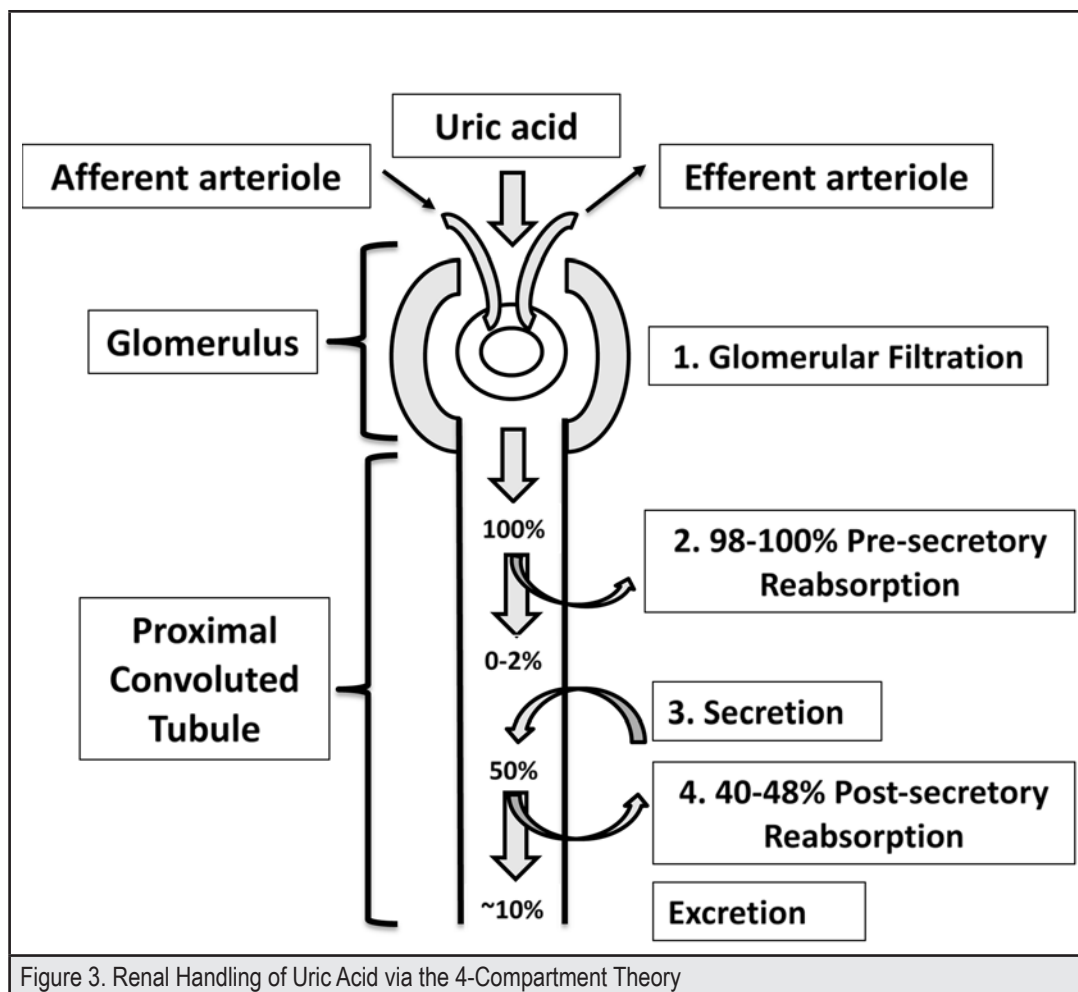 Uric acid
Afferent arteriole
Efferent arteriole
Glomerulus
1. Glomerular Filtration
100%
2. 98-100% Pre-secretory
Reabsorption
Proximal
Convoluted
Tubule
0-2%
3. Secretion
50%
4. 40-48% Post-secretory
Reabsorption
~10%
Excretion
Figure 3. Renal Handling of Uric Acid via the 4-Compartment Theory